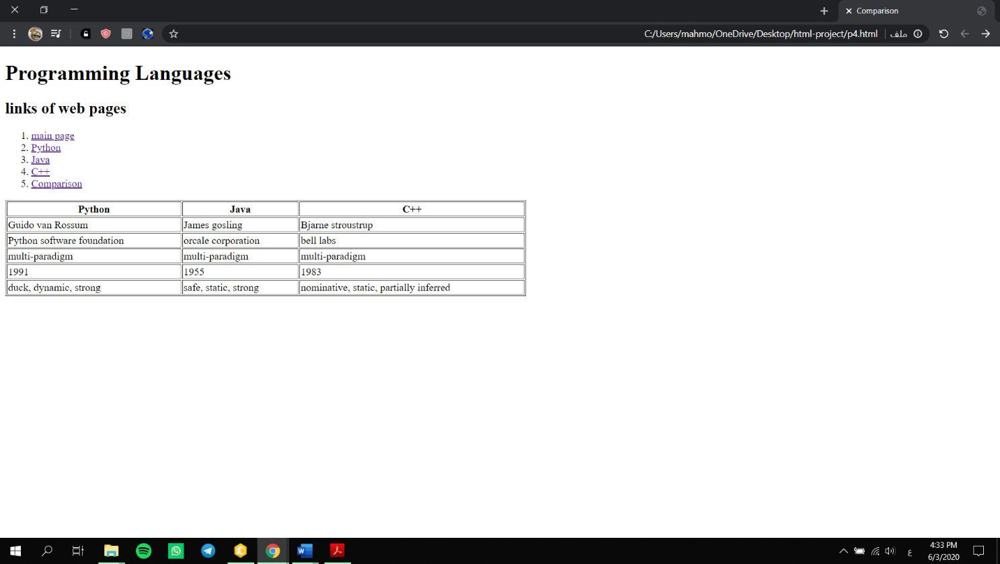 Comparison
C:/Users/mahmo/OneDrive/Desktop/html-project/p4.html
ملف
Programming Languages
links of web pages
1. main page
2. Python
3. Java
4. C++
5. Comparison
Python Java C++
Guido van Rossum James gosling Bjarne stroustrup
Python software foundation orcale corporation bell labs
multi-paradigm multi-paradigm multi-paradigm
1991 1955 1983
duck, dynamic, strong safe, static, strong nominative, static, partially inferred
ع
4:33 PM
6/3/2020